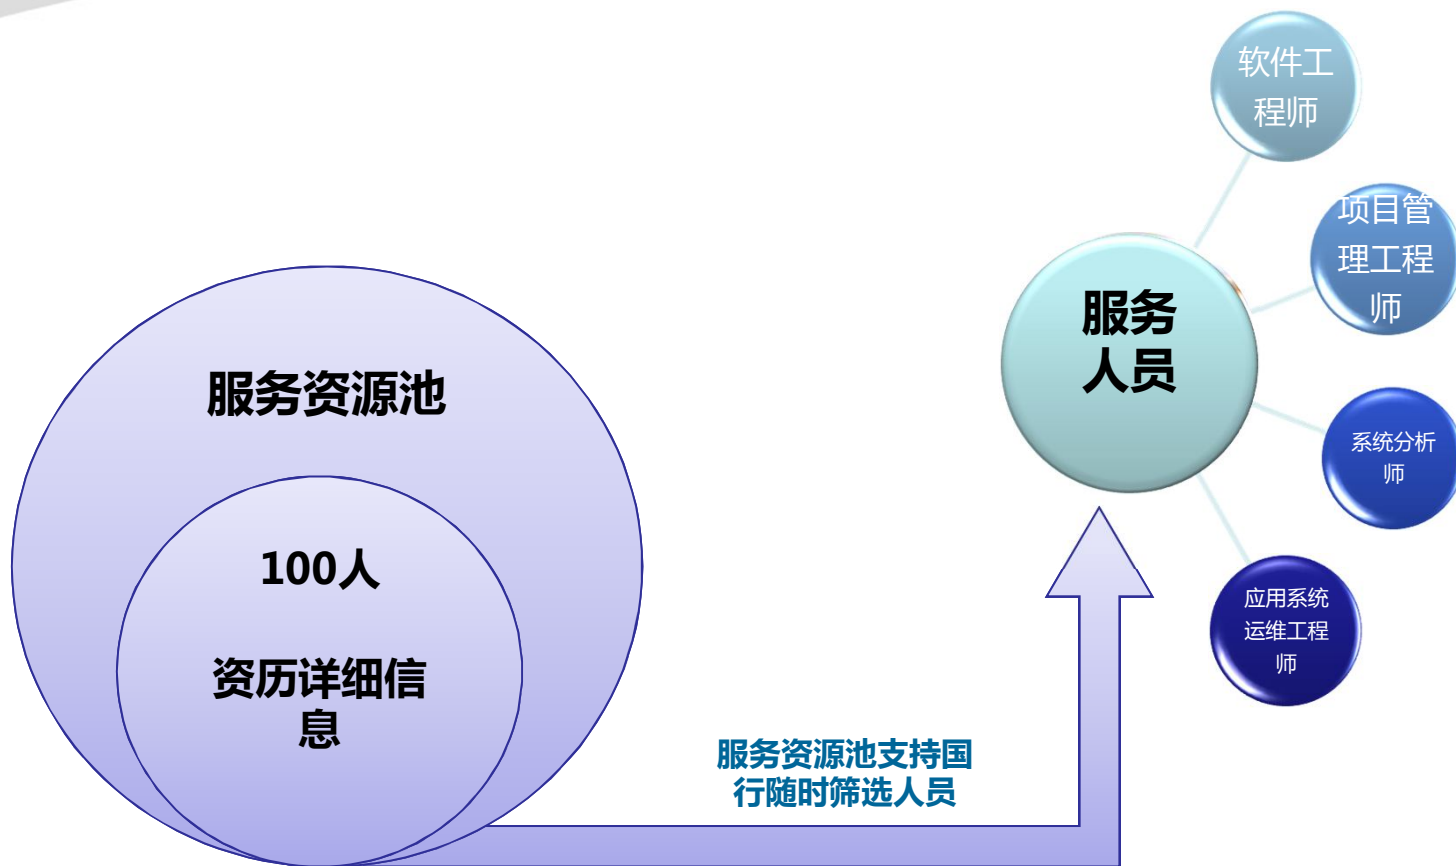 服务资源池
100人
资历详细信
息
服务资源池支持国
行随时筛选人员
服务
人员
软件工
程师
项目管
理工程
师
系统分析
师
应用系统
运维工程
师